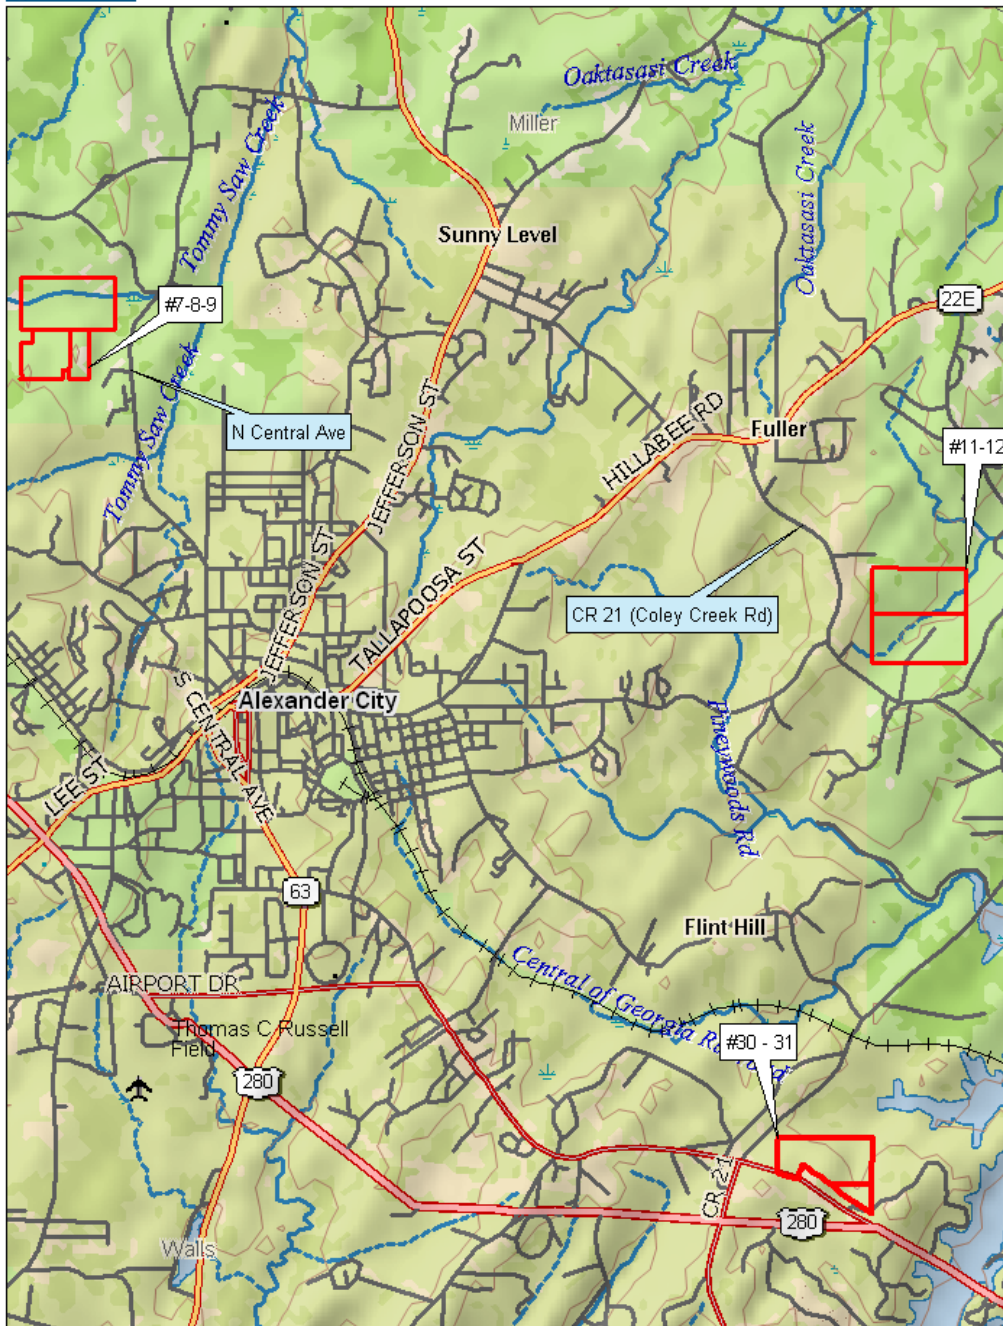 Oaktasasi Creek
Miller
Tommy Saw Creek
Oaktasasi Creek
Sunny Level
22E
#7-8-9
Tommy Saw Creek
N Central Ave
JEFFERSON ST
HILLABEE RD
Fuller
#11-12
JEFFERSON ST
TALLAPOOSA ST
CR 21 (Coley Creek Rd)
JEFFERSON ST
Alexander City
S CENTRAL AVE
Pineywoods Rd
LEE ST
63
Flint Hill
Central of Georgia Railroad
AIRPORT DR
Thomas C Russell
Field
#30 - 31
280
CR 21
280
Walls